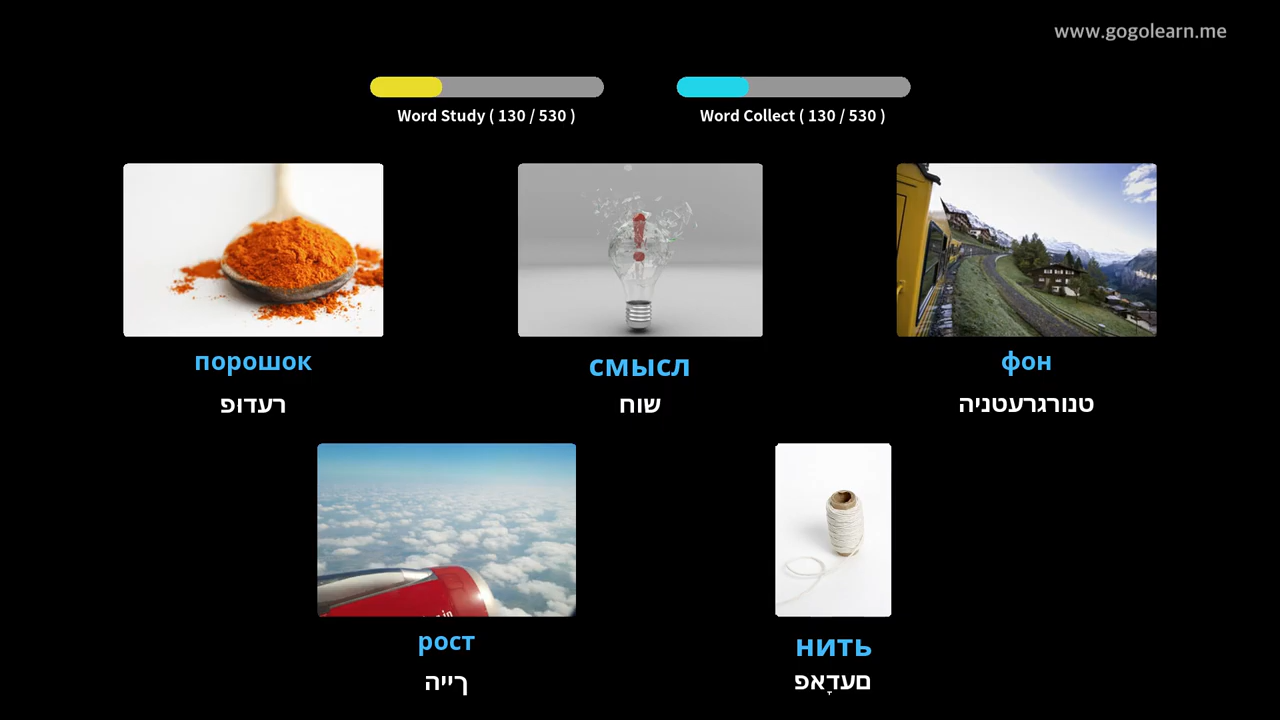 www.gogolearn.me
Word Study ( 130 / 530 )
Word Collect ( 130 / 530 )
порошок
רעדופ
смысл
שוח
фон
טנורגרעטניה
рост
ךייה
нить
םעדָאפ